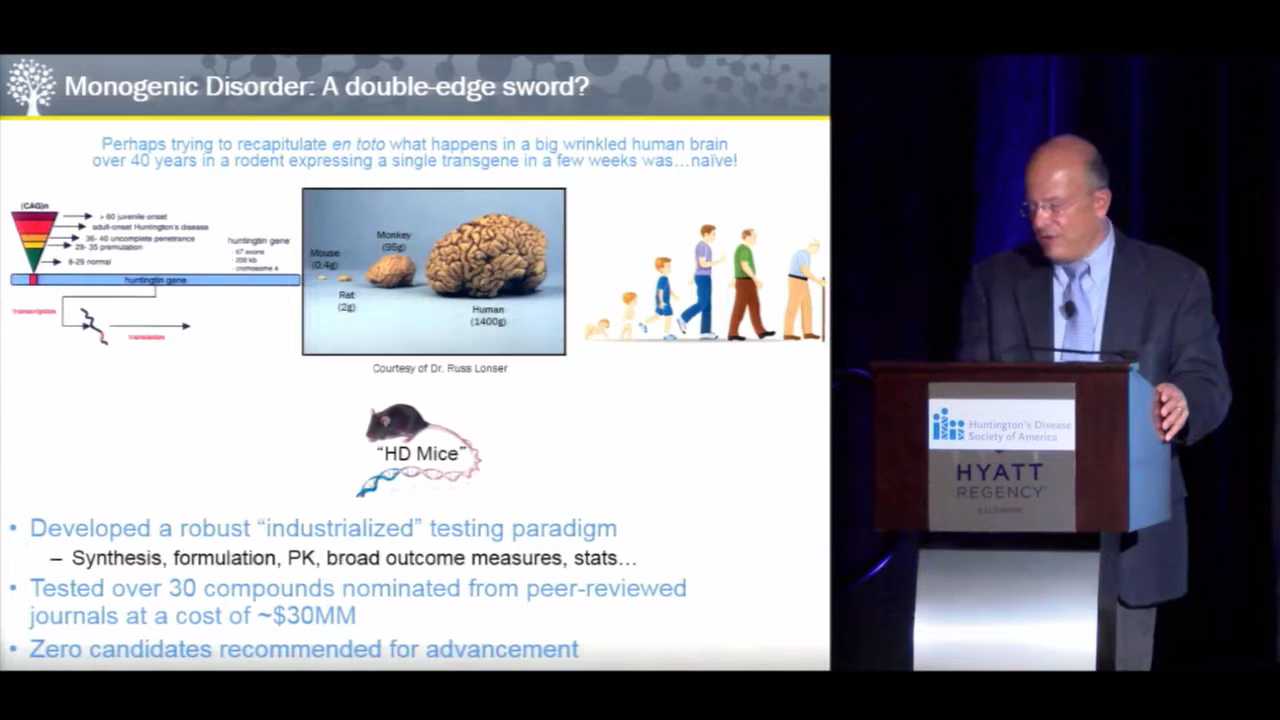 Monogenic Disorder: A double-edge sword?
Perhaps trying to recapitulate en toto what happens in a big wrinkled human brain
over 40 years in a rodent expressing a single transgene in a few weeks was…naïve!
(CAG)n
> 60 juvenile onset
adult-onset Huntington's disease
36- 40 uncomplete penetrance
29- 35 premutation
8-29 normal
huntingtin gene
67 exons
200 kb
chromosome 4
huntingtin gene
transcription
translation
Mouse
(0.4g)
Monkey
(95g)
Rat
(2g)
Human
(1400g)
Courtesy of Dr. Russ Lonser
"HD Mice"
• Developed a robust "industrialized" testing paradigm
– Synthesis, formulation, PK, broad outcome measures, stats…
• Tested over 30 compounds nominated from peer-reviewed
journals at a cost of ~$30MM
• Zero candidates recommended for advancement
Huntington's Disease
Society of America
HYATT
REGENCY
BALTIMORE